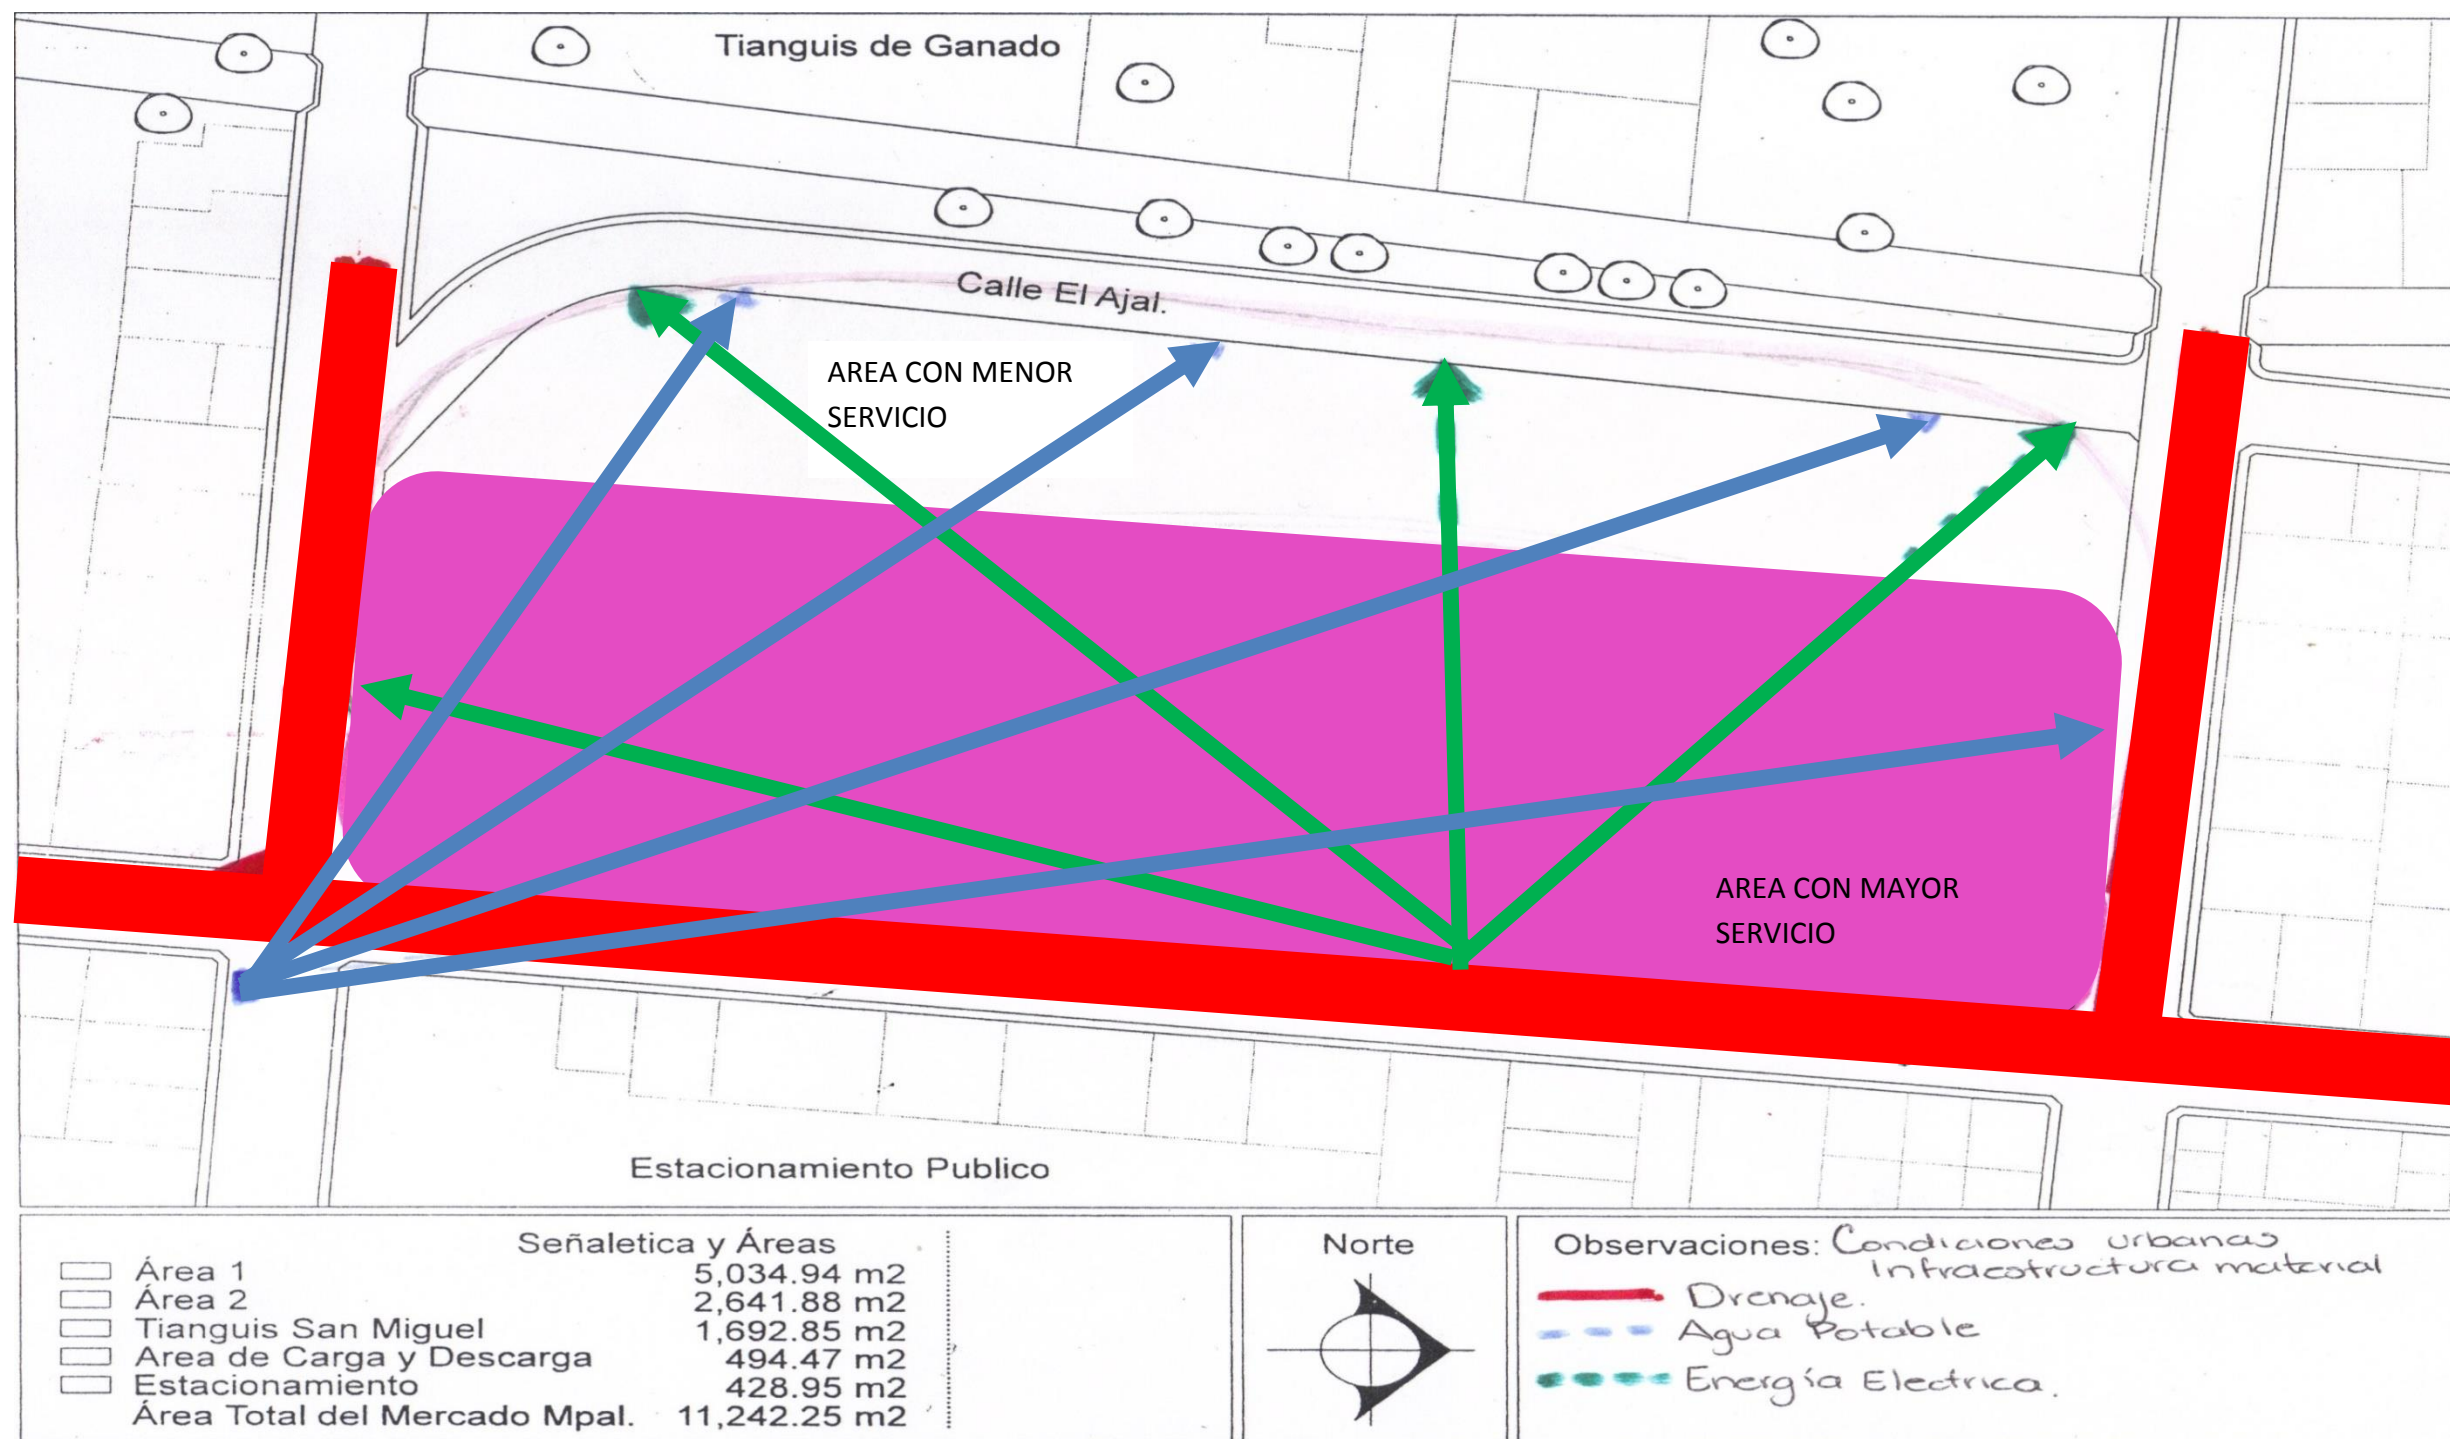 Tianguis de Ganado
Calle El Ajal.
AREA CON MENOR
SERVICIO
AREA CON MAYOR
SERVICIO
Estacionamiento Publico
Señaletica y Áreas
Área 1 5,034.94 m2
Área 2 2,641.88 m2
Tianguis San Miguel 1,692.85 m2
Area de Carga y Descarga 494.47 m2
Estacionamiento 428.95 m2
Área Total del Mercado Mpal. 11,242.25 m2
Norte
Observaciones: Condiciones urbanas
Infraestructura material
Drenaje.
Agua Potable
Energía Electrica.